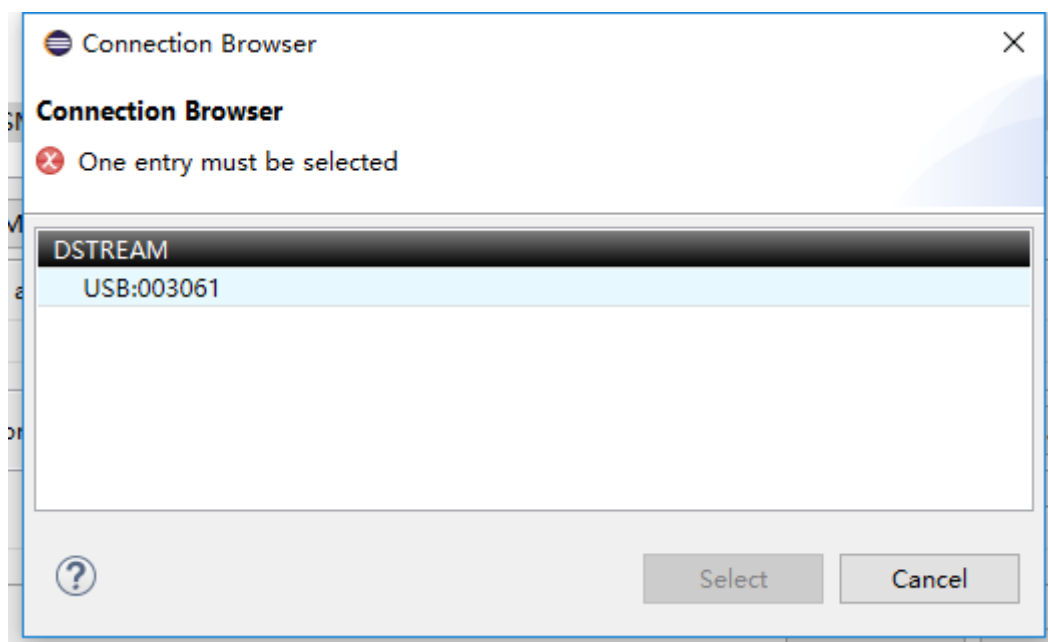 Connection Browser
Connection Browser
One entry must be selected
DSTREAM
USB:003061
Select
Cancel